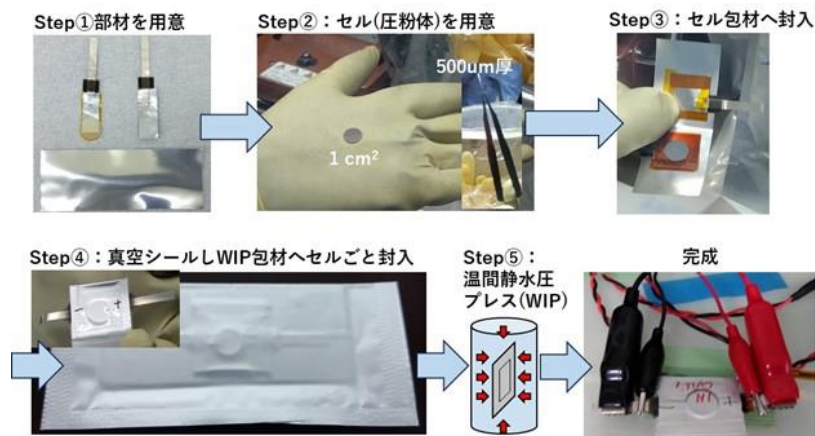 Step①部材を用意
Step②：セル(圧粉体)を用意
Step③：セル包材へ封入
500um厚
1 cm²
Step④：真空シールしWIP包材へセルごと封入
Step⑤：
温間静水圧
プレス(WIP)
完成
－
+